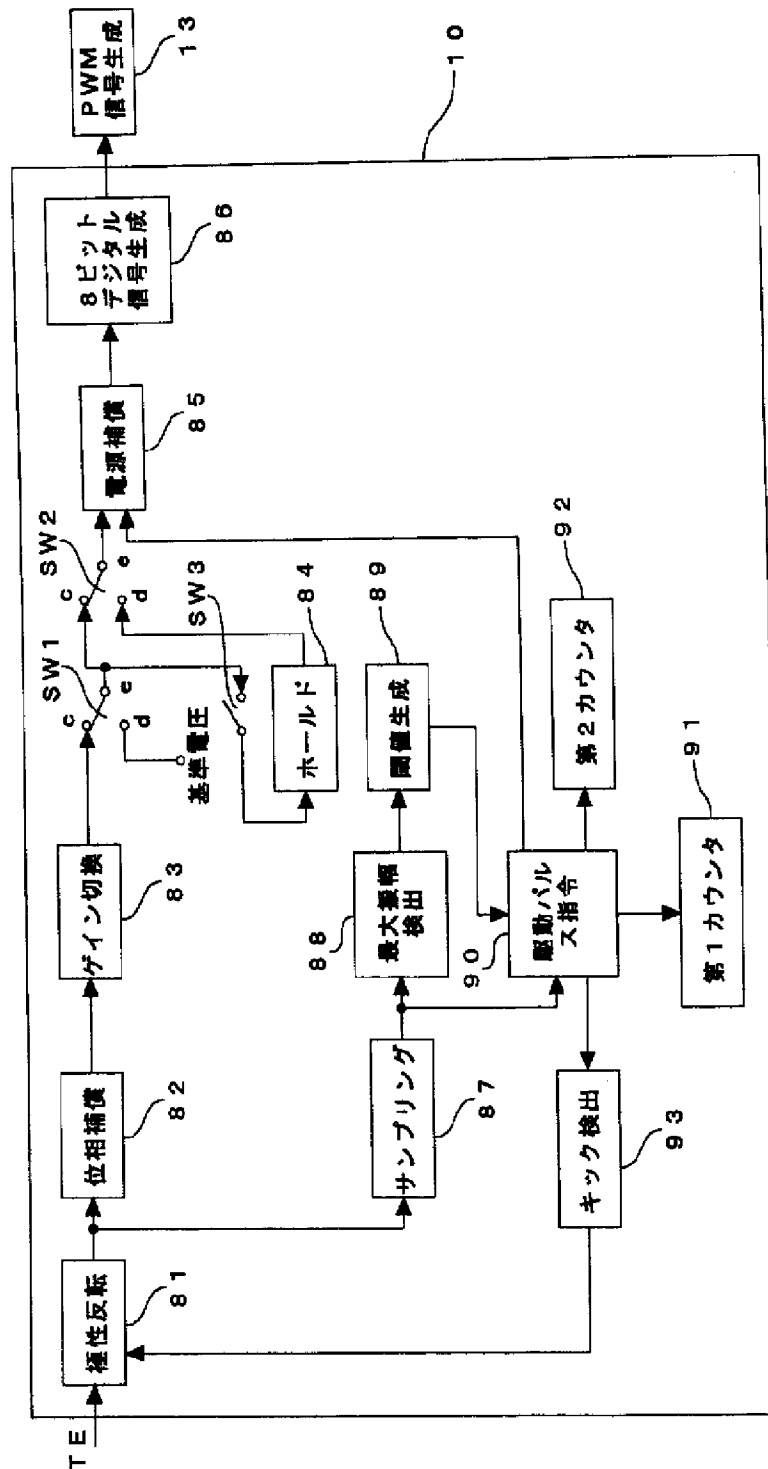 TE
極性反転
81
位相補償
82
ゲイン切換
83
SW1
c
d
e
基準電圧
SW2
c
d
e
SW3
ホールド
84
電源補償
85
8ビット
デジタル
信号生成
86
PWM
信号生成
13
サンプリング
87
最大振幅
検出
88
閾値生成
89
駆動パル
ス指令
90
第1カウンタ
91
第2カウンタ
92
キック検出
93
10